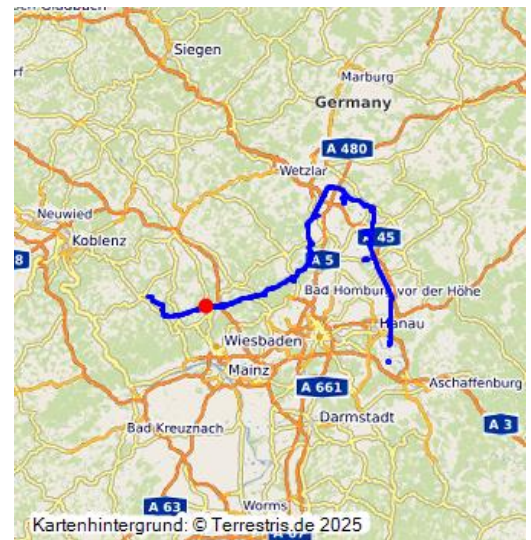 Siegen
Marburg
Germany
A 480
Wetzlar
Neuwied
Koblenz
8
A 45
A 5
Bad Homburg vor der Höhe
Hanau
Wiesbaden
Mainz
A 661
Aschaffenburg
Darmstadt
A 3
Bad Kreuznach
A 63
Worms
Kartenhintergrund: © Terrestris.de 2025